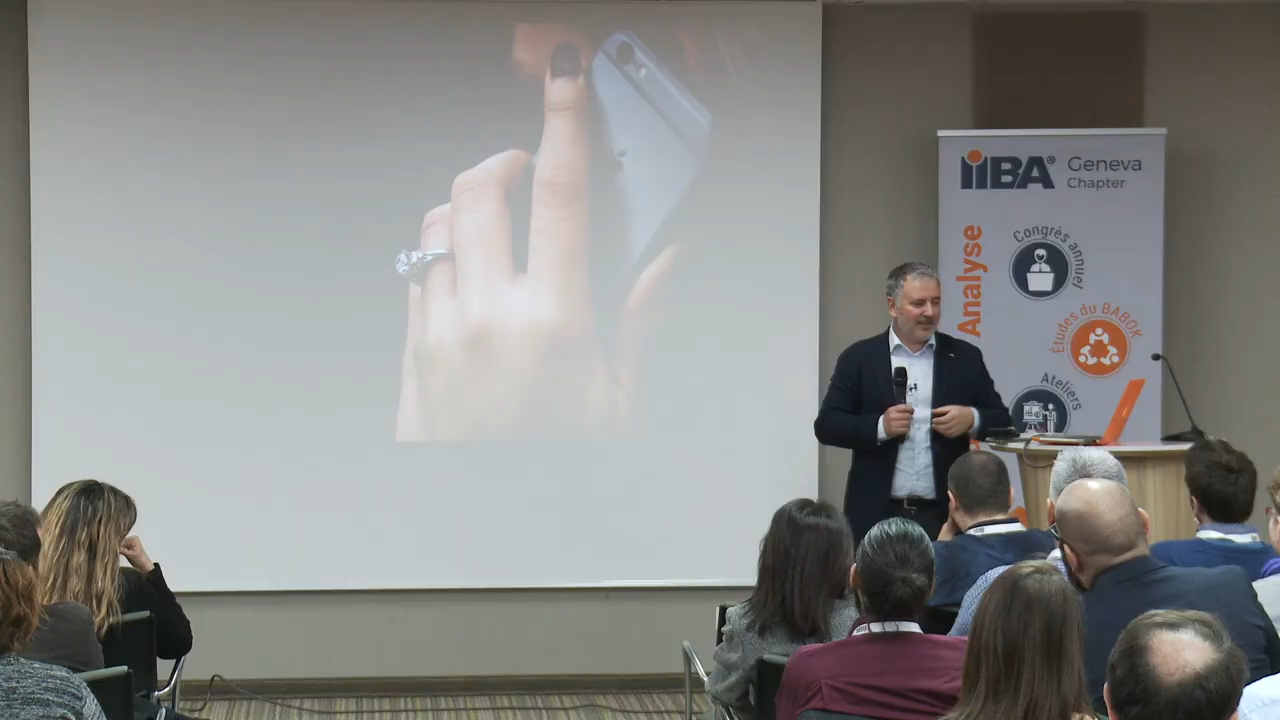 iiBA® Geneva
Chapter
Analyse
Congrès annuel
Études du BABOK
Ateliers